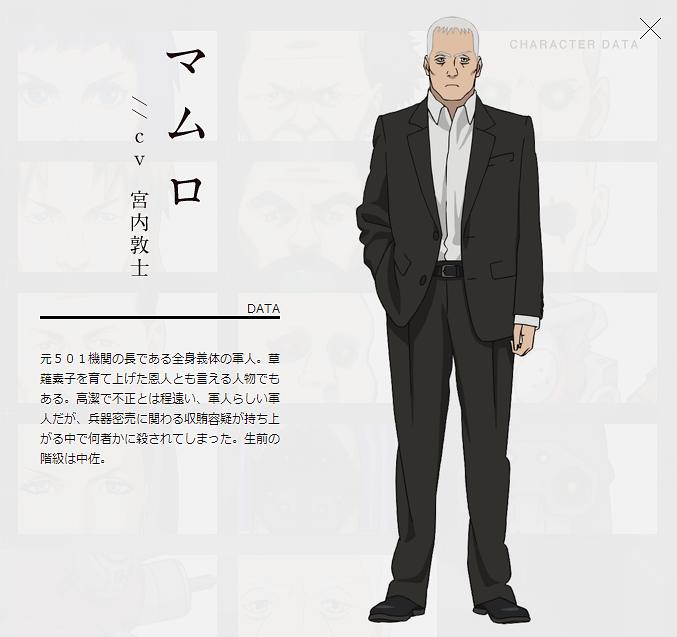 CHARACTER DATA
マムロ
// cv 宮内敦士
DATA
元５０１機関の長である全身義体の軍人。草
薙素子を育て上げた恩人とも言える人物でも
ある。高潔で不正とは程遠い、軍人らしい軍
人だが、兵器密売に関わる収賄容疑が持ち上
がる中で何者かに殺されてしまった。生前の
階級は中佐。